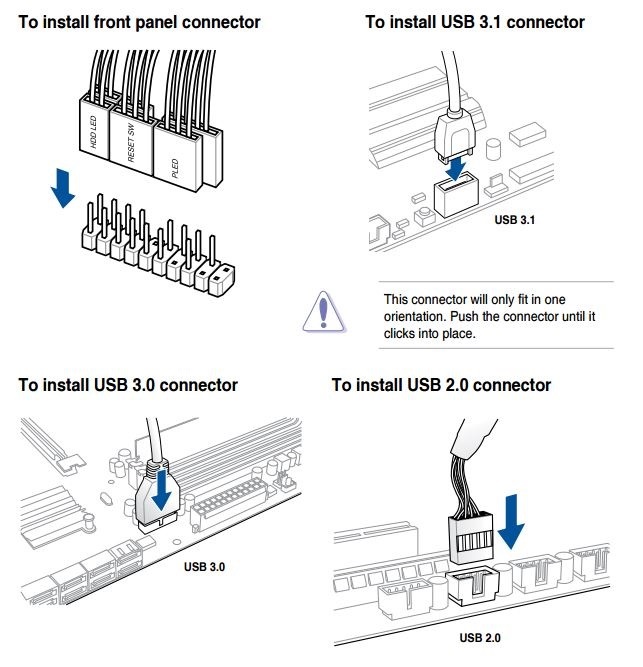 To install front panel connector
HDD LED
RESET SW
PLED
To install USB 3.1 connector
USB 3.1
This connector will only fit in one
orientation. Push the connector until it
clicks into place.
To install USB 3.0 connector
USB 3.0
To install USB 2.0 connector
USB 2.0